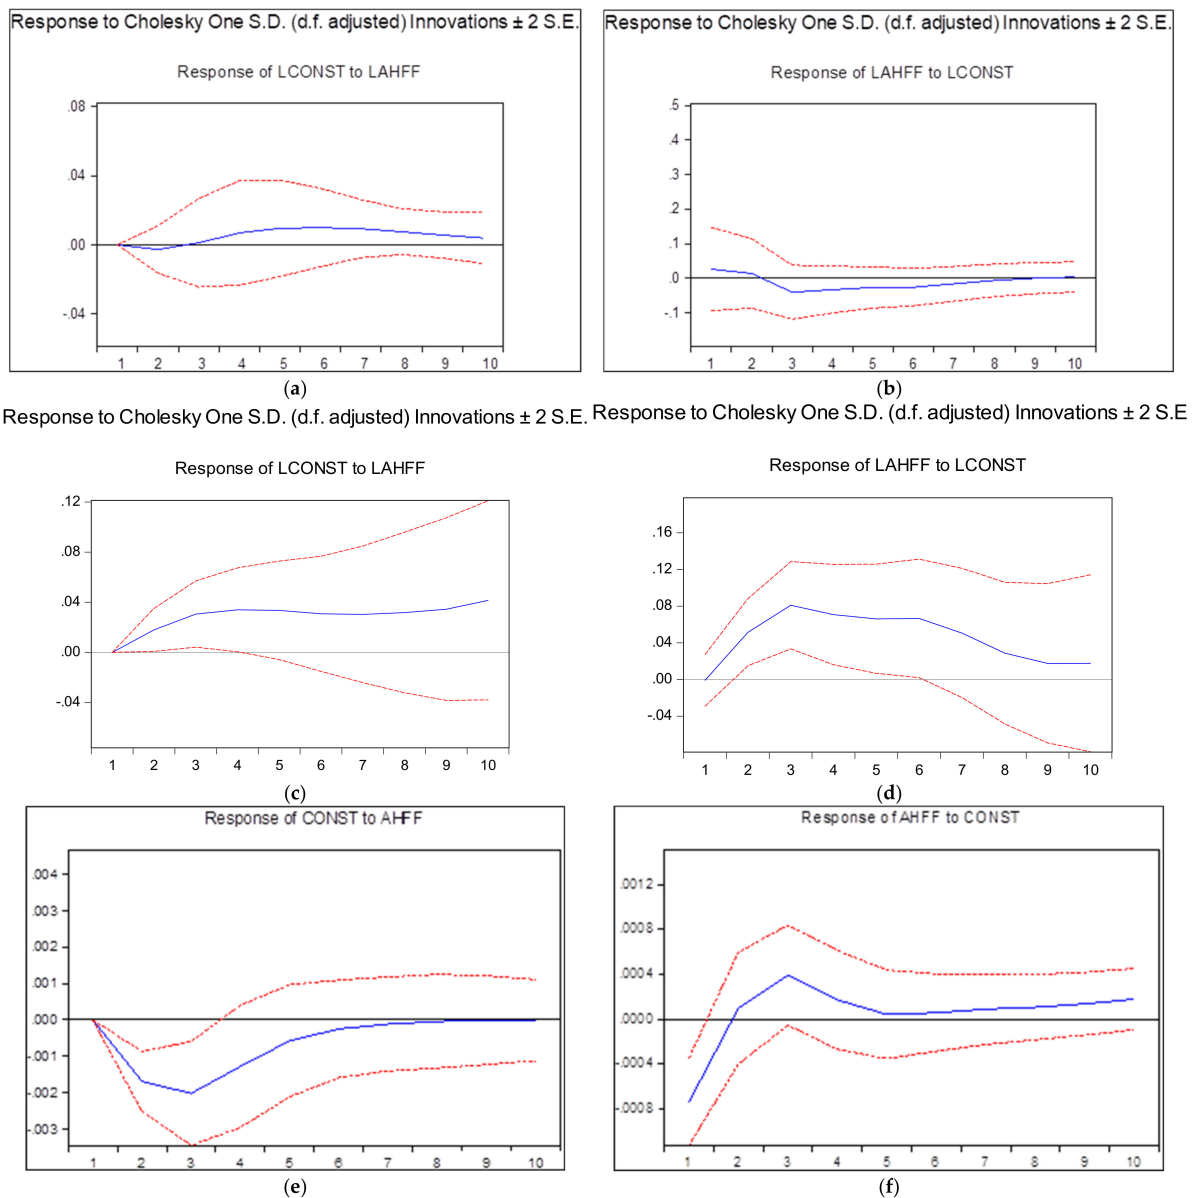 Response to Cholesky One S.D. (d.f. adjusted) Innovations ± 2 S.E.
Response of LCONST to LAHFF
.08
.04
.00
-.04
1 2 3 4 5 6 7 8 9 10
(a)
Response to Cholesky One S.D. (d.f. adjusted) Innovations ± 2 S.E.
Response of LAHFF to LCONST
.5
.4
.3
.2
.1
.0
-.1
1 2 3 4 5 6 7 8 9 10
(b)
Response to Cholesky One S.D. (d.f. adjusted) Innovations ± 2 S.E.
Response of LCONST to LAHFF
.12
.08
.04
.00
-.04
1 2 3 4 5 6 7 8 9 10
(c)
Response to Cholesky One S.D. (d.f. adjusted) Innovations ± 2 S.E
Response of LAHFF to LCONST
.16
.12
.08
.04
.00
-.04
1 2 3 4 5 6 7 8 9 10
(d)
Response of CONST to AHFF
.004
.003
.002
.001
.000
-.001
-.002
-.003
1 2 3 4 5 6 7 8 9 10
(e)
Response of AHFF to CONST
.0012
.0008
.0004
.0000
-.0004
-.0008
1 2 3 4 5 6 7 8 9 10
(f)